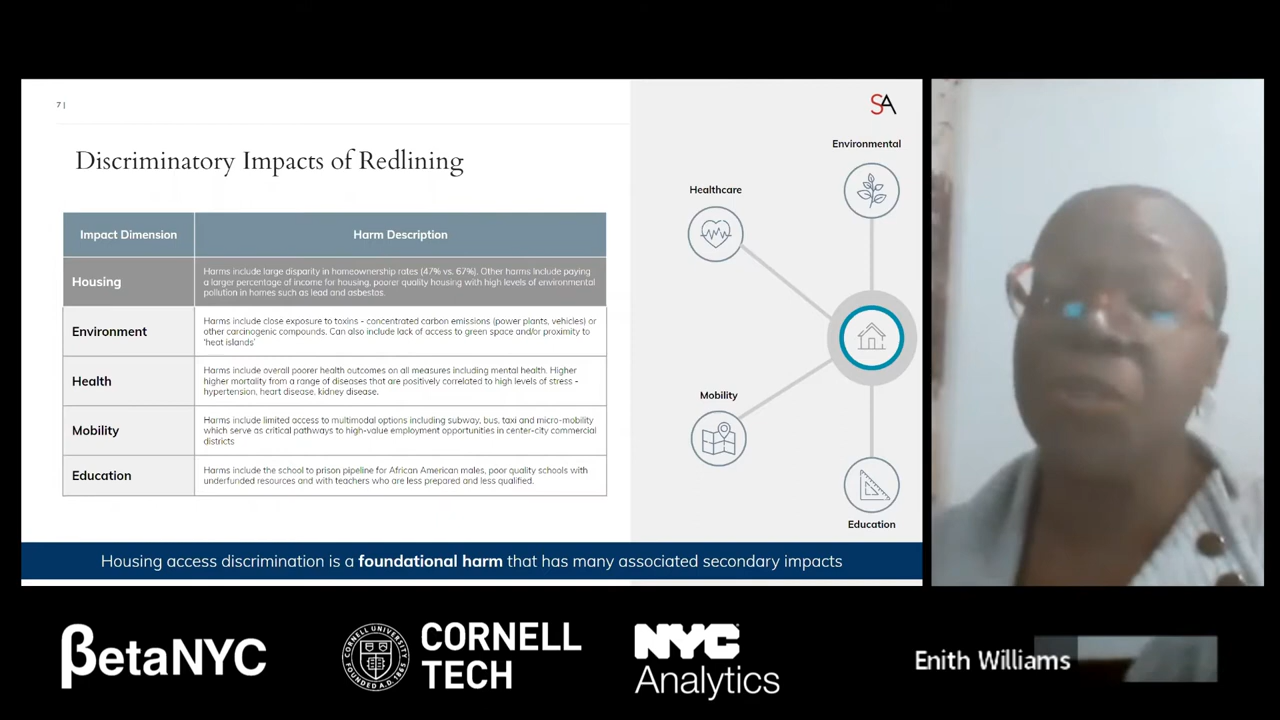 7 |
SA
Discriminatory Impacts of Redlining
Impact Dimension
Harm Description
Housing
Harms include large disparity in homeownership rates (47% vs. 67%). Other harms include paying
a larger percentage of income for housing, poorer quality housing with high levels of environmental
pollution in homes such as lead and asbestos.
Environment
Harms include close exposure to toxins - concentrated carbon emissions (power plants, vehicles) or
other carcinogenic compounds. Can also include lack of access to green space and/or proximity to
'heat islands'
Health
Harms include overall poorer health outcomes on all measures including mental health. Higher
higher mortality from a range of diseases that are positively correlated to high levels of stress -
hypertension, heart disease, kidney disease.
Mobility
Harms include limited access to multimodal options including subway, bus, taxi and micro-mobility
which serve as critical pathways to high-value employment opportunities in center-city commercial
districts
Education
Harms include the school to prison pipeline for African American males, poor quality schools with
underfunded resources and with teachers who are less prepared and less qualified.
Environmental
Healthcare
Mobility
Education
Housing access discrimination is a foundational harm that has many associated secondary impacts
βetaNYC
CORNELL
TECH
NYC
Analytics
Enith Williams